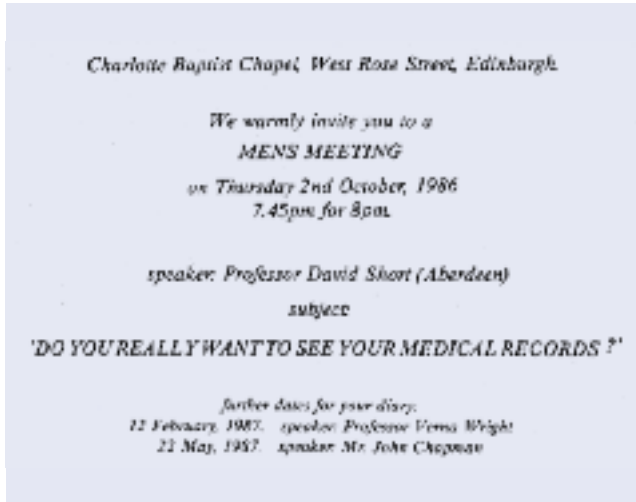 Charlotte Baptist Chapel, West Rose Street, Edinburgh.
We warmly invite you to a
MENS MEETING
on Thursday 2nd October, 1986
7.45pm for 8pm.
speaker: Professor David Short (Aberdeen)
subject:
'DO YOU REALLY WANT TO SEE YOUR MEDICAL RECORDS ?'
further dates for your diary:
12 February, 1987. speaker: Professor Verna Wright
22 May, 1987. speaker: Mr. John Chapman